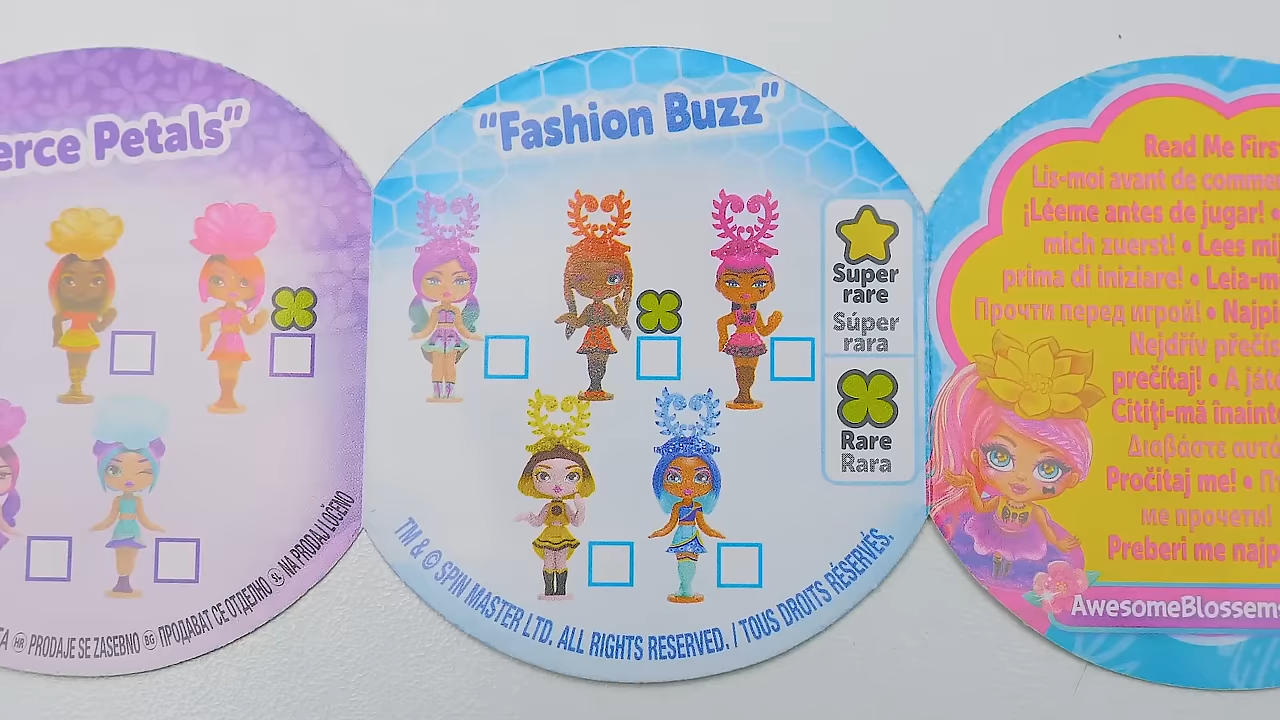 erce Petals”
TA HR PRODAJE SE ZASEBNO BG ПРОДАВАТ СЕ ОТДЕЛНО SL NA PRODAJ LOČENO
“Fashion Buzz”
Super
rare
Súper
rara
Rare
Rara
TM & © SPIN MASTER LTD. ALL RIGHTS RESERVED. / TOUS DROITS RÉSERVÉS.
Read Me Firs
Lis-moi avant de commen
¡Léeme antes de jugar! •
mich zuerst! • Lees mij
prima di iniziare! • Leia-m
Прочти перед игрой! • Najpi
Nejdřív přečís
prečítaj! • A játé
Citiți-mă înainte
Διαβάστε αυτό
Pročitaj me! • П
ме прочети!
Preberi me najp
AwesomeBlossems